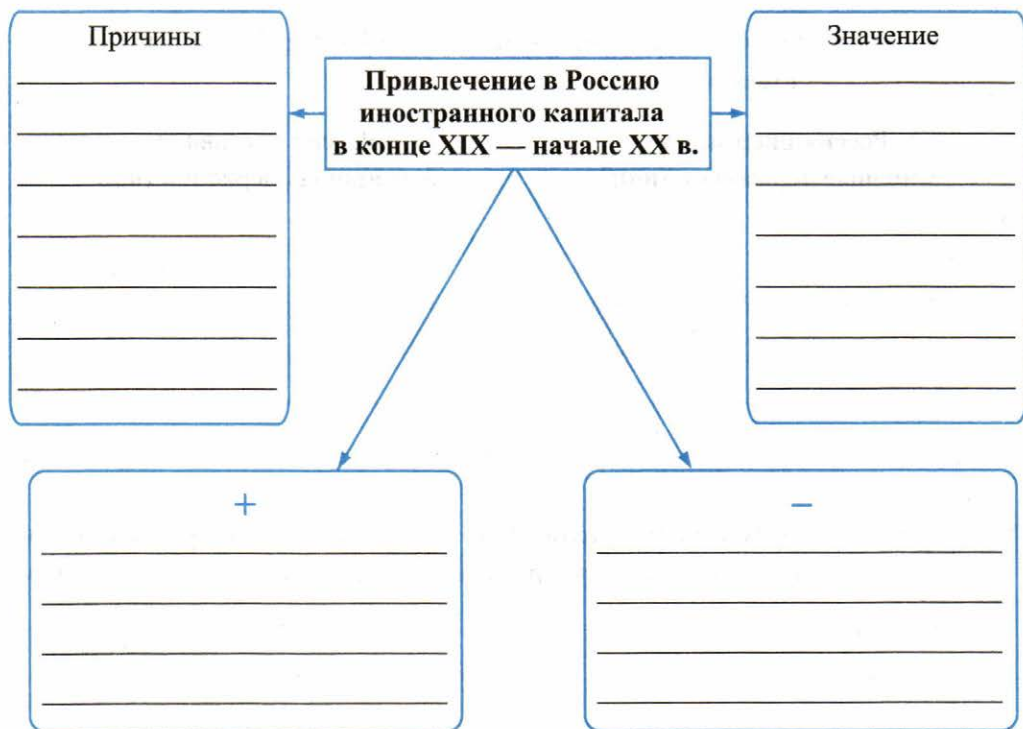 Причины
Значение
Привлечение в Россию
иностранного капитала
в конце XIX — начале XX в.
+
−